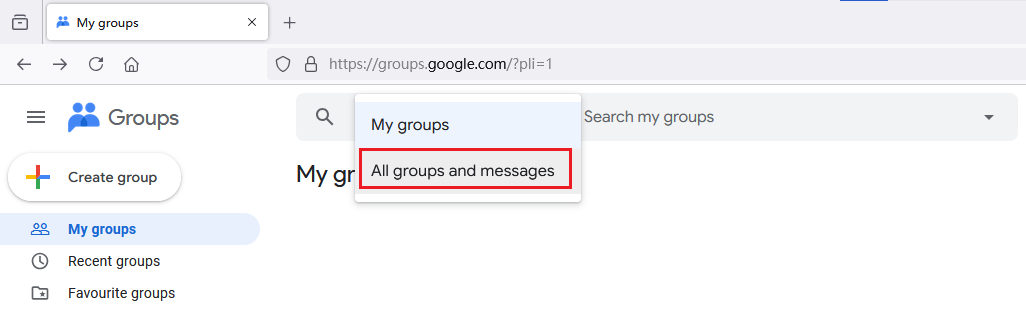 My groups
https://groups.google.com/?pli=1
Groups
My groups
Search my groups
All groups and messages
My gr
Create group
My groups
Recent groups
Favourite groups